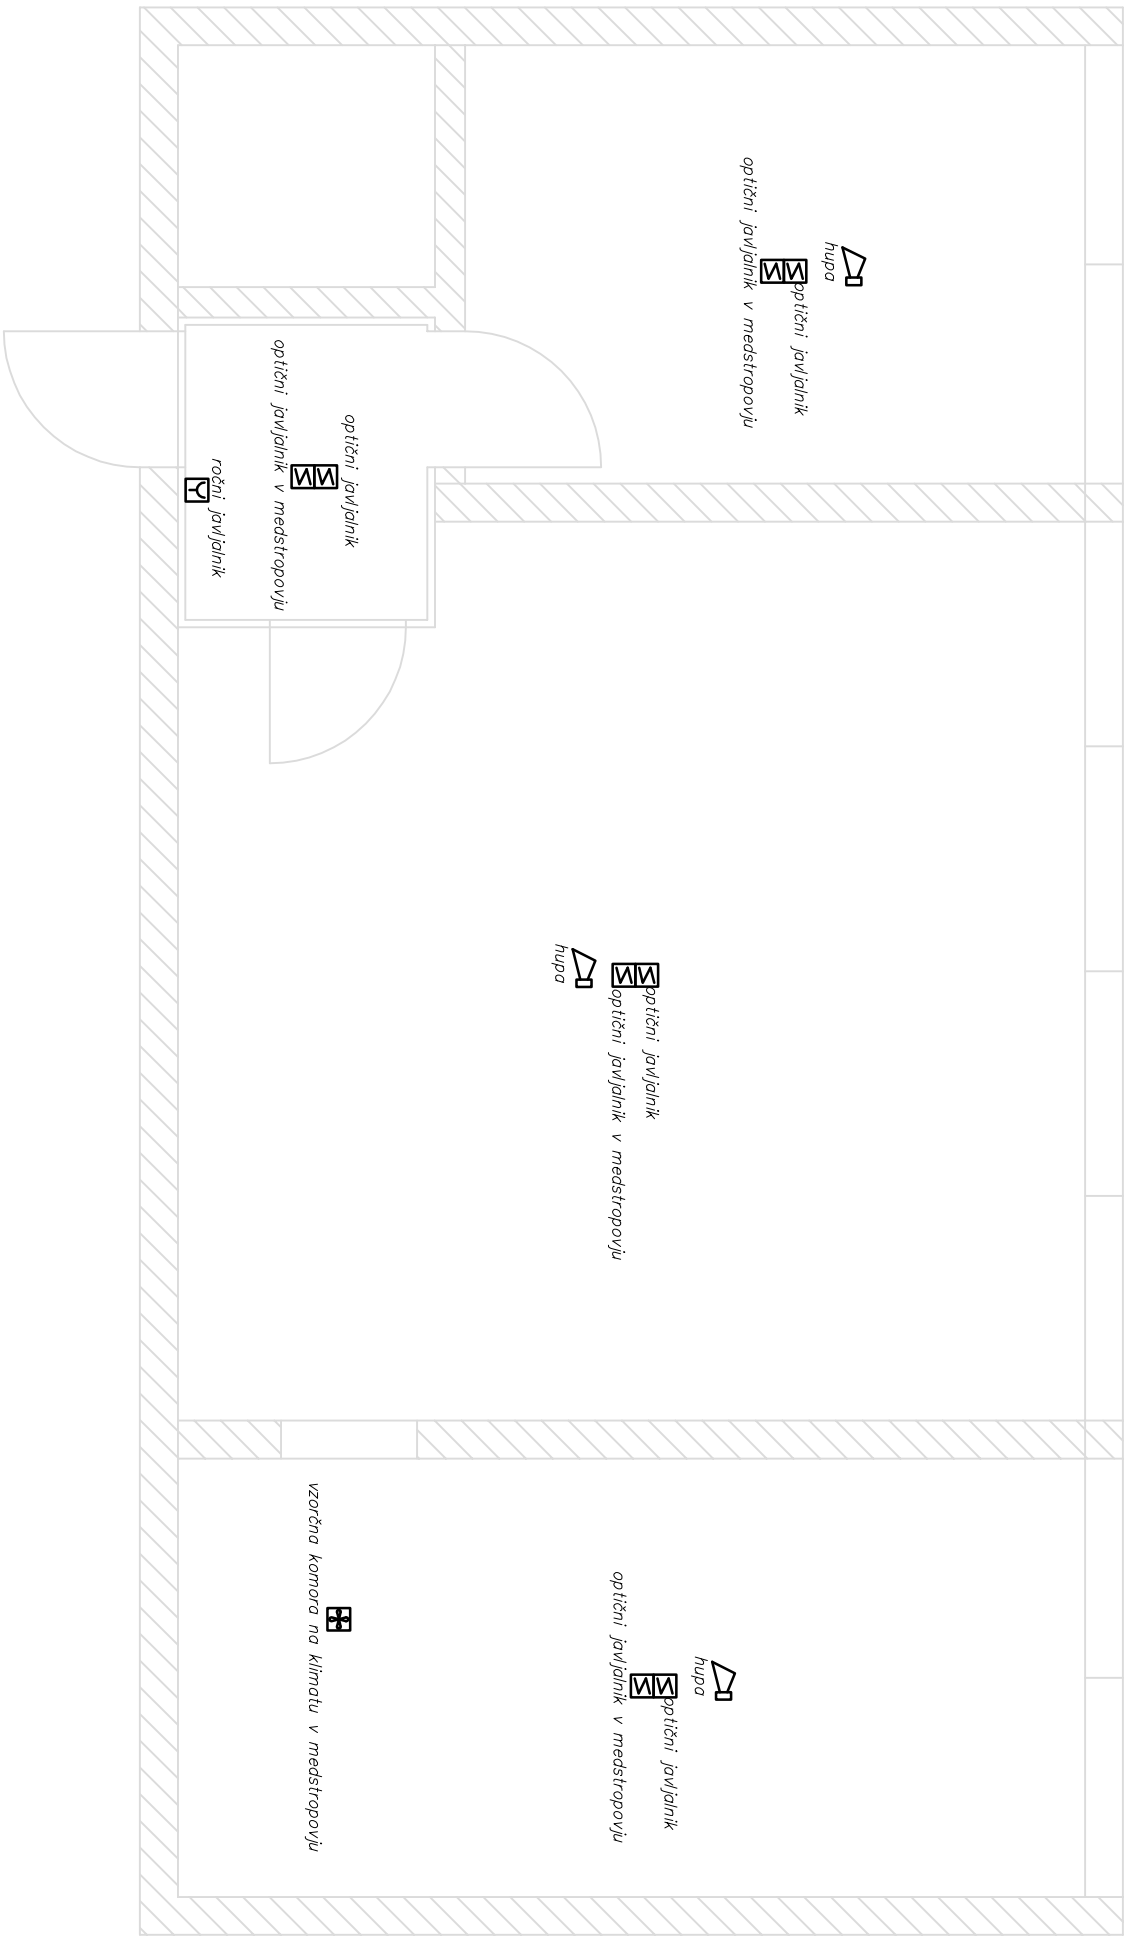 hupa
optični javljalnik
optični javljalnik v medstropovju
optični javljalnik
optični javljalnik v medstropovju
ročni javljalnik
optični javljalnik
optični javljalnik v medstropovju
hupa
hupa
optični javljalnik
optični javljalnik v medstropovju
vzorčna komora na klimatu v medstropovju